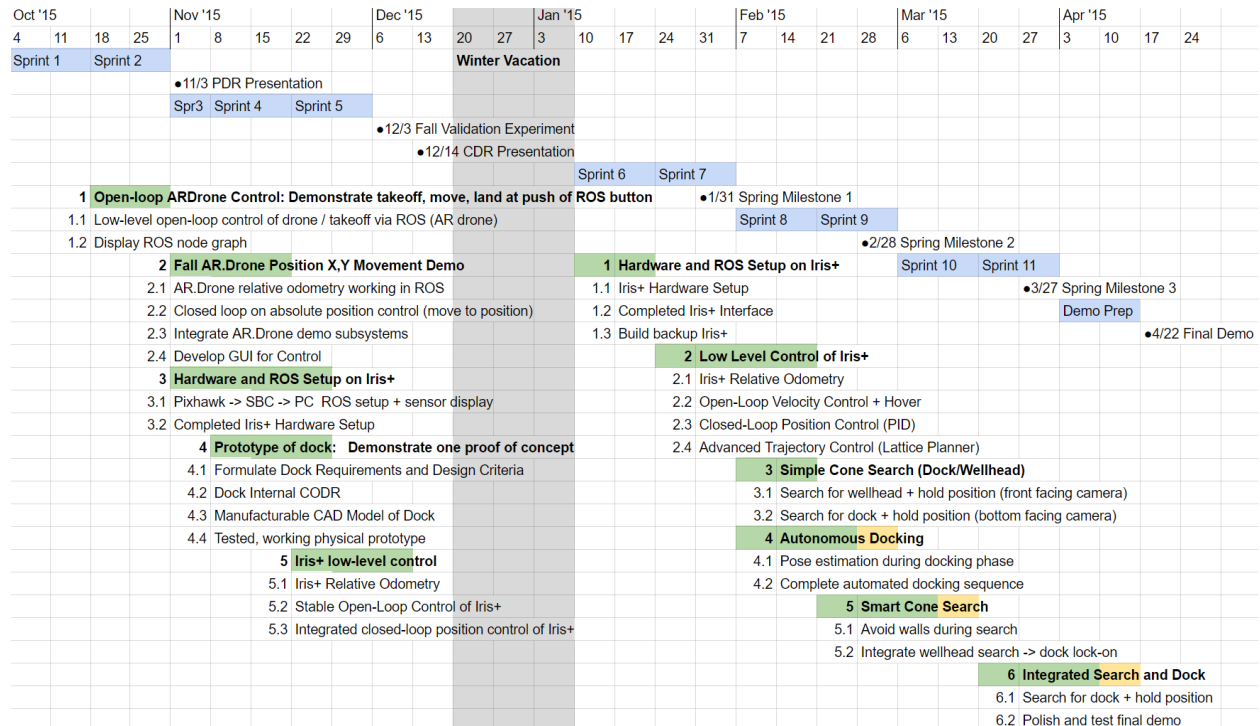 Oct '15 Nov '15 Dec '15 Jan '15 Feb '15 Mar '15 Apr '15
4 11 18 25 1 8 15 22 29 6 13 20 27 3 10 17 24 31 7 14 21 28 6 13 20 27 3 10 17 24
Sprint 1 Sprint 2 Winter Vacation
●11/3 PDR Presentation
Spr3 Sprint 4 Sprint 5
●12/3 Fall Validation Experiment
●12/14 CDR Presentation
Sprint 6 Sprint 7
1 Open-loop ARDrone Control: Demonstrate takeoff, move, land at push of ROS button ●1/31 Spring Milestone 1
1.1 Low-level open-loop control of drone / takeoff via ROS (AR drone) Sprint 8 Sprint 9
1.2 Display ROS node graph ●2/28 Spring Milestone 2
2 Fall AR.Drone Position X,Y Movement Demo 1 Hardware and ROS Setup on Iris+ Sprint 10 Sprint 11
2.1 AR.Drone relative odometry working in ROS 1.1 Iris+ Hardware Setup ●3/27 Spring Milestone 3
2.2 Closed loop on absolute position control (move to position) 1.2 Completed Iris+ Interface Demo Prep
2.3 Integrate AR.Drone demo subsystems 1.3 Build backup Iris+ ●4/22 Final Demo
2.4 Develop GUI for Control 2 Low Level Control of Iris+
3 Hardware and ROS Setup on Iris+ 2.1 Iris+ Relative Odometry
3.1 Pixhawk -> SBC -> PC ROS setup + sensor display 2.2 Open-Loop Velocity Control + Hover
3.2 Completed Iris+ Hardware Setup 2.3 Closed-Loop Position Control (PID)
4 Prototype of dock: Demonstrate one proof of concept 2.4 Advanced Trajectory Control (Lattice Planner)
4.1 Formulate Dock Requirements and Design Criteria 3 Simple Cone Search (Dock/Wellhead)
4.2 Dock Internal CODR 3.1 Search for wellhead + hold position (front facing camera)
4.3 Manufacturable CAD Model of Dock 3.2 Search for dock + hold position (bottom facing camera)
4.4 Tested, working physical prototype 4 Autonomous Docking
5 Iris+ low-level control 4.1 Pose estimation during docking phase
5.1 Iris+ Relative Odometry 4.2 Complete automated docking sequence
5.2 Stable Open-Loop Control of Iris+ 5 Smart Cone Search
5.3 Integrated closed-loop position control of Iris+ 5.1 Avoid walls during search
5.2 Integrate wellhead search -> dock lock-on
6 Integrated Search and Dock
6.1 Search for dock + hold position
6.2 Polish and test final demo